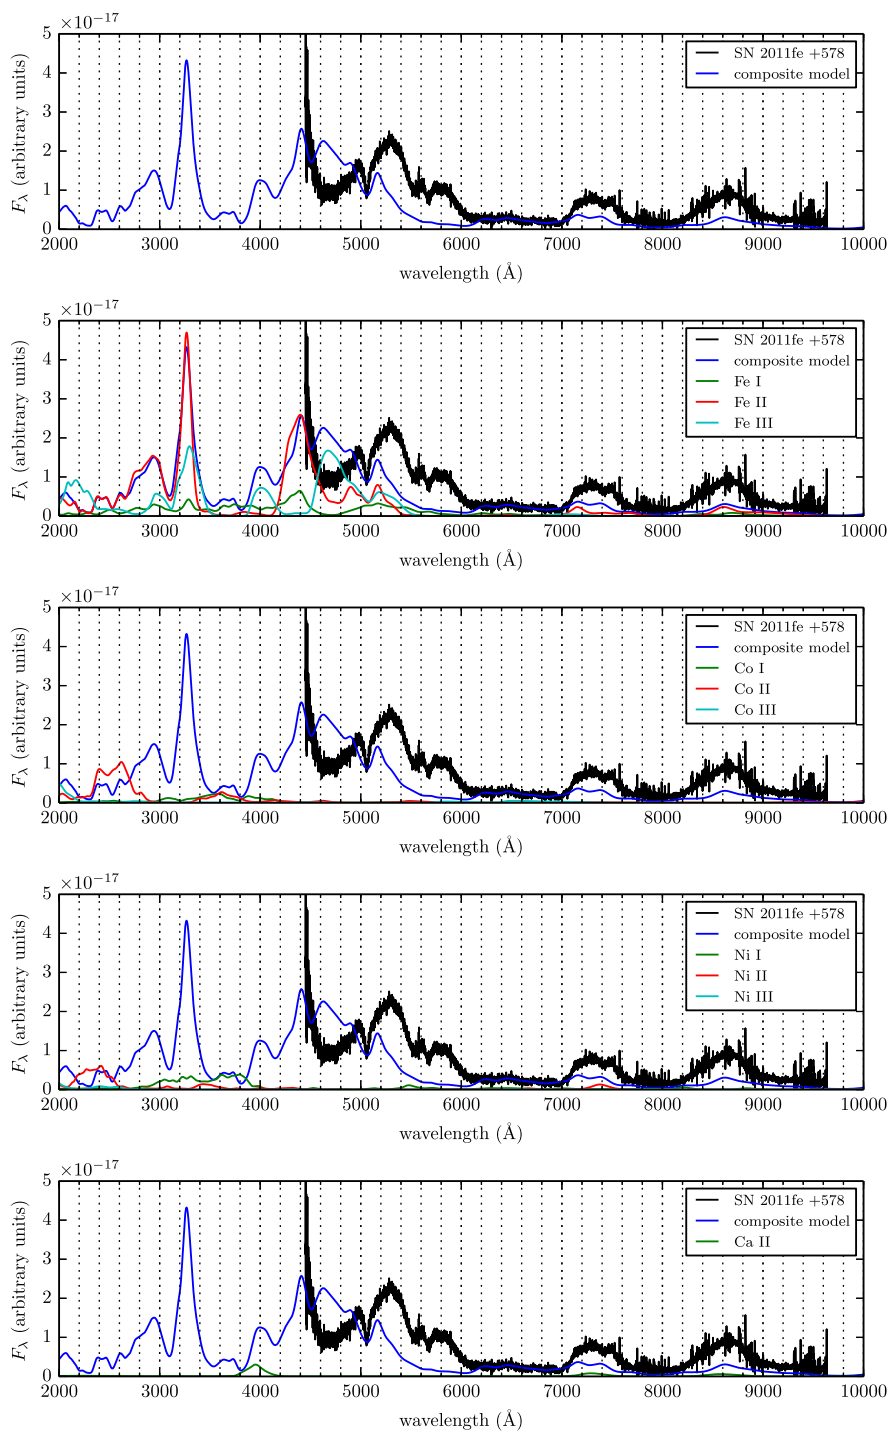 ×10−17
5
4
3
2
1
0
Fλ (arbitrary units)
SN 2011fe +578
composite model
2000 3000 4000 5000 6000 7000 8000 9000 10000
wavelength (Å)
×10−17
5
4
3
2
1
0
Fλ (arbitrary units)
SN 2011fe +578
composite model
Fe I
Fe II
Fe III
2000 3000 4000 5000 6000 7000 8000 9000 10000
wavelength (Å)
×10−17
5
4
3
2
1
0
Fλ (arbitrary units)
SN 2011fe +578
composite model
Co I
Co II
Co III
2000 3000 4000 5000 6000 7000 8000 9000 10000
wavelength (Å)
×10−17
5
4
3
2
1
0
Fλ (arbitrary units)
SN 2011fe +578
composite model
Ni I
Ni II
Ni III
2000 3000 4000 5000 6000 7000 8000 9000 10000
wavelength (Å)
×10−17
5
4
3
2
1
0
Fλ (arbitrary units)
SN 2011fe +578
composite model
Ca II
2000 3000 4000 5000 6000 7000 8000 9000 10000
wavelength (Å)